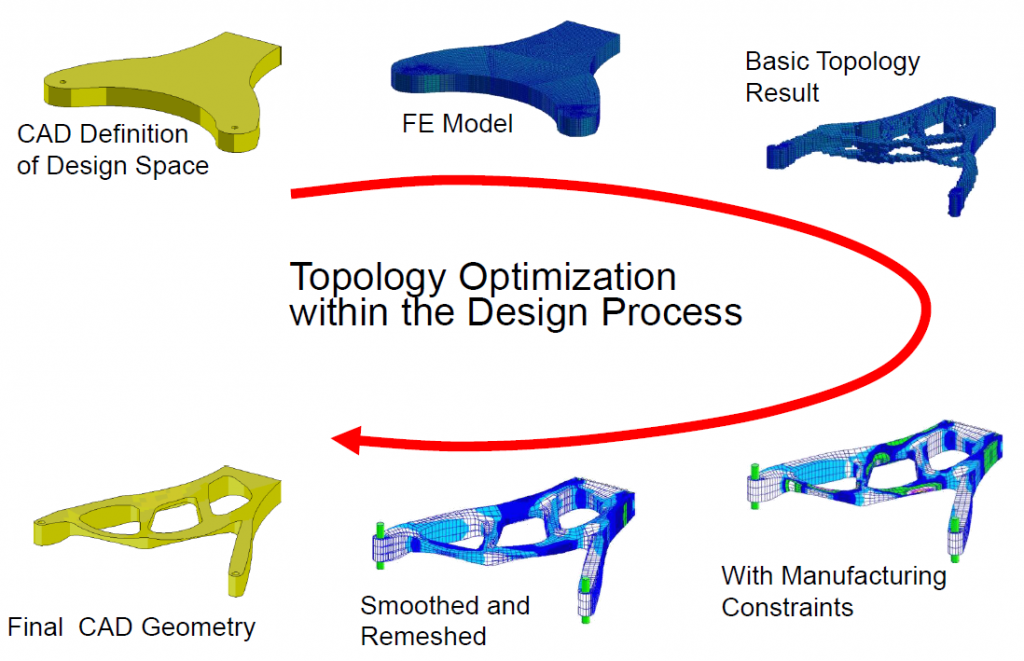 CAD Definition
of Design Space
FE Model
Basic Topology
Result
Topology Optimization
within the Design Process
With Manufacturing
Constraints
Smoothed and
Remeshed
Final  CAD Geometry